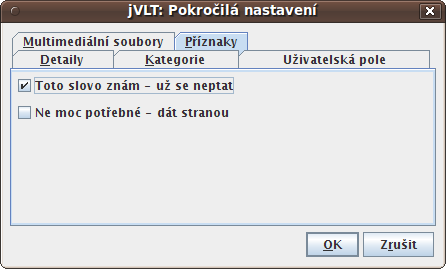 jVLT: Pokročilá nastavení
Multimediální soubory Příznaky
Detaily Kategorie Uživatelská pole
Toto slovo znám - už se neptat
Ne moc potřebné - dát stranou
OK Zrušit